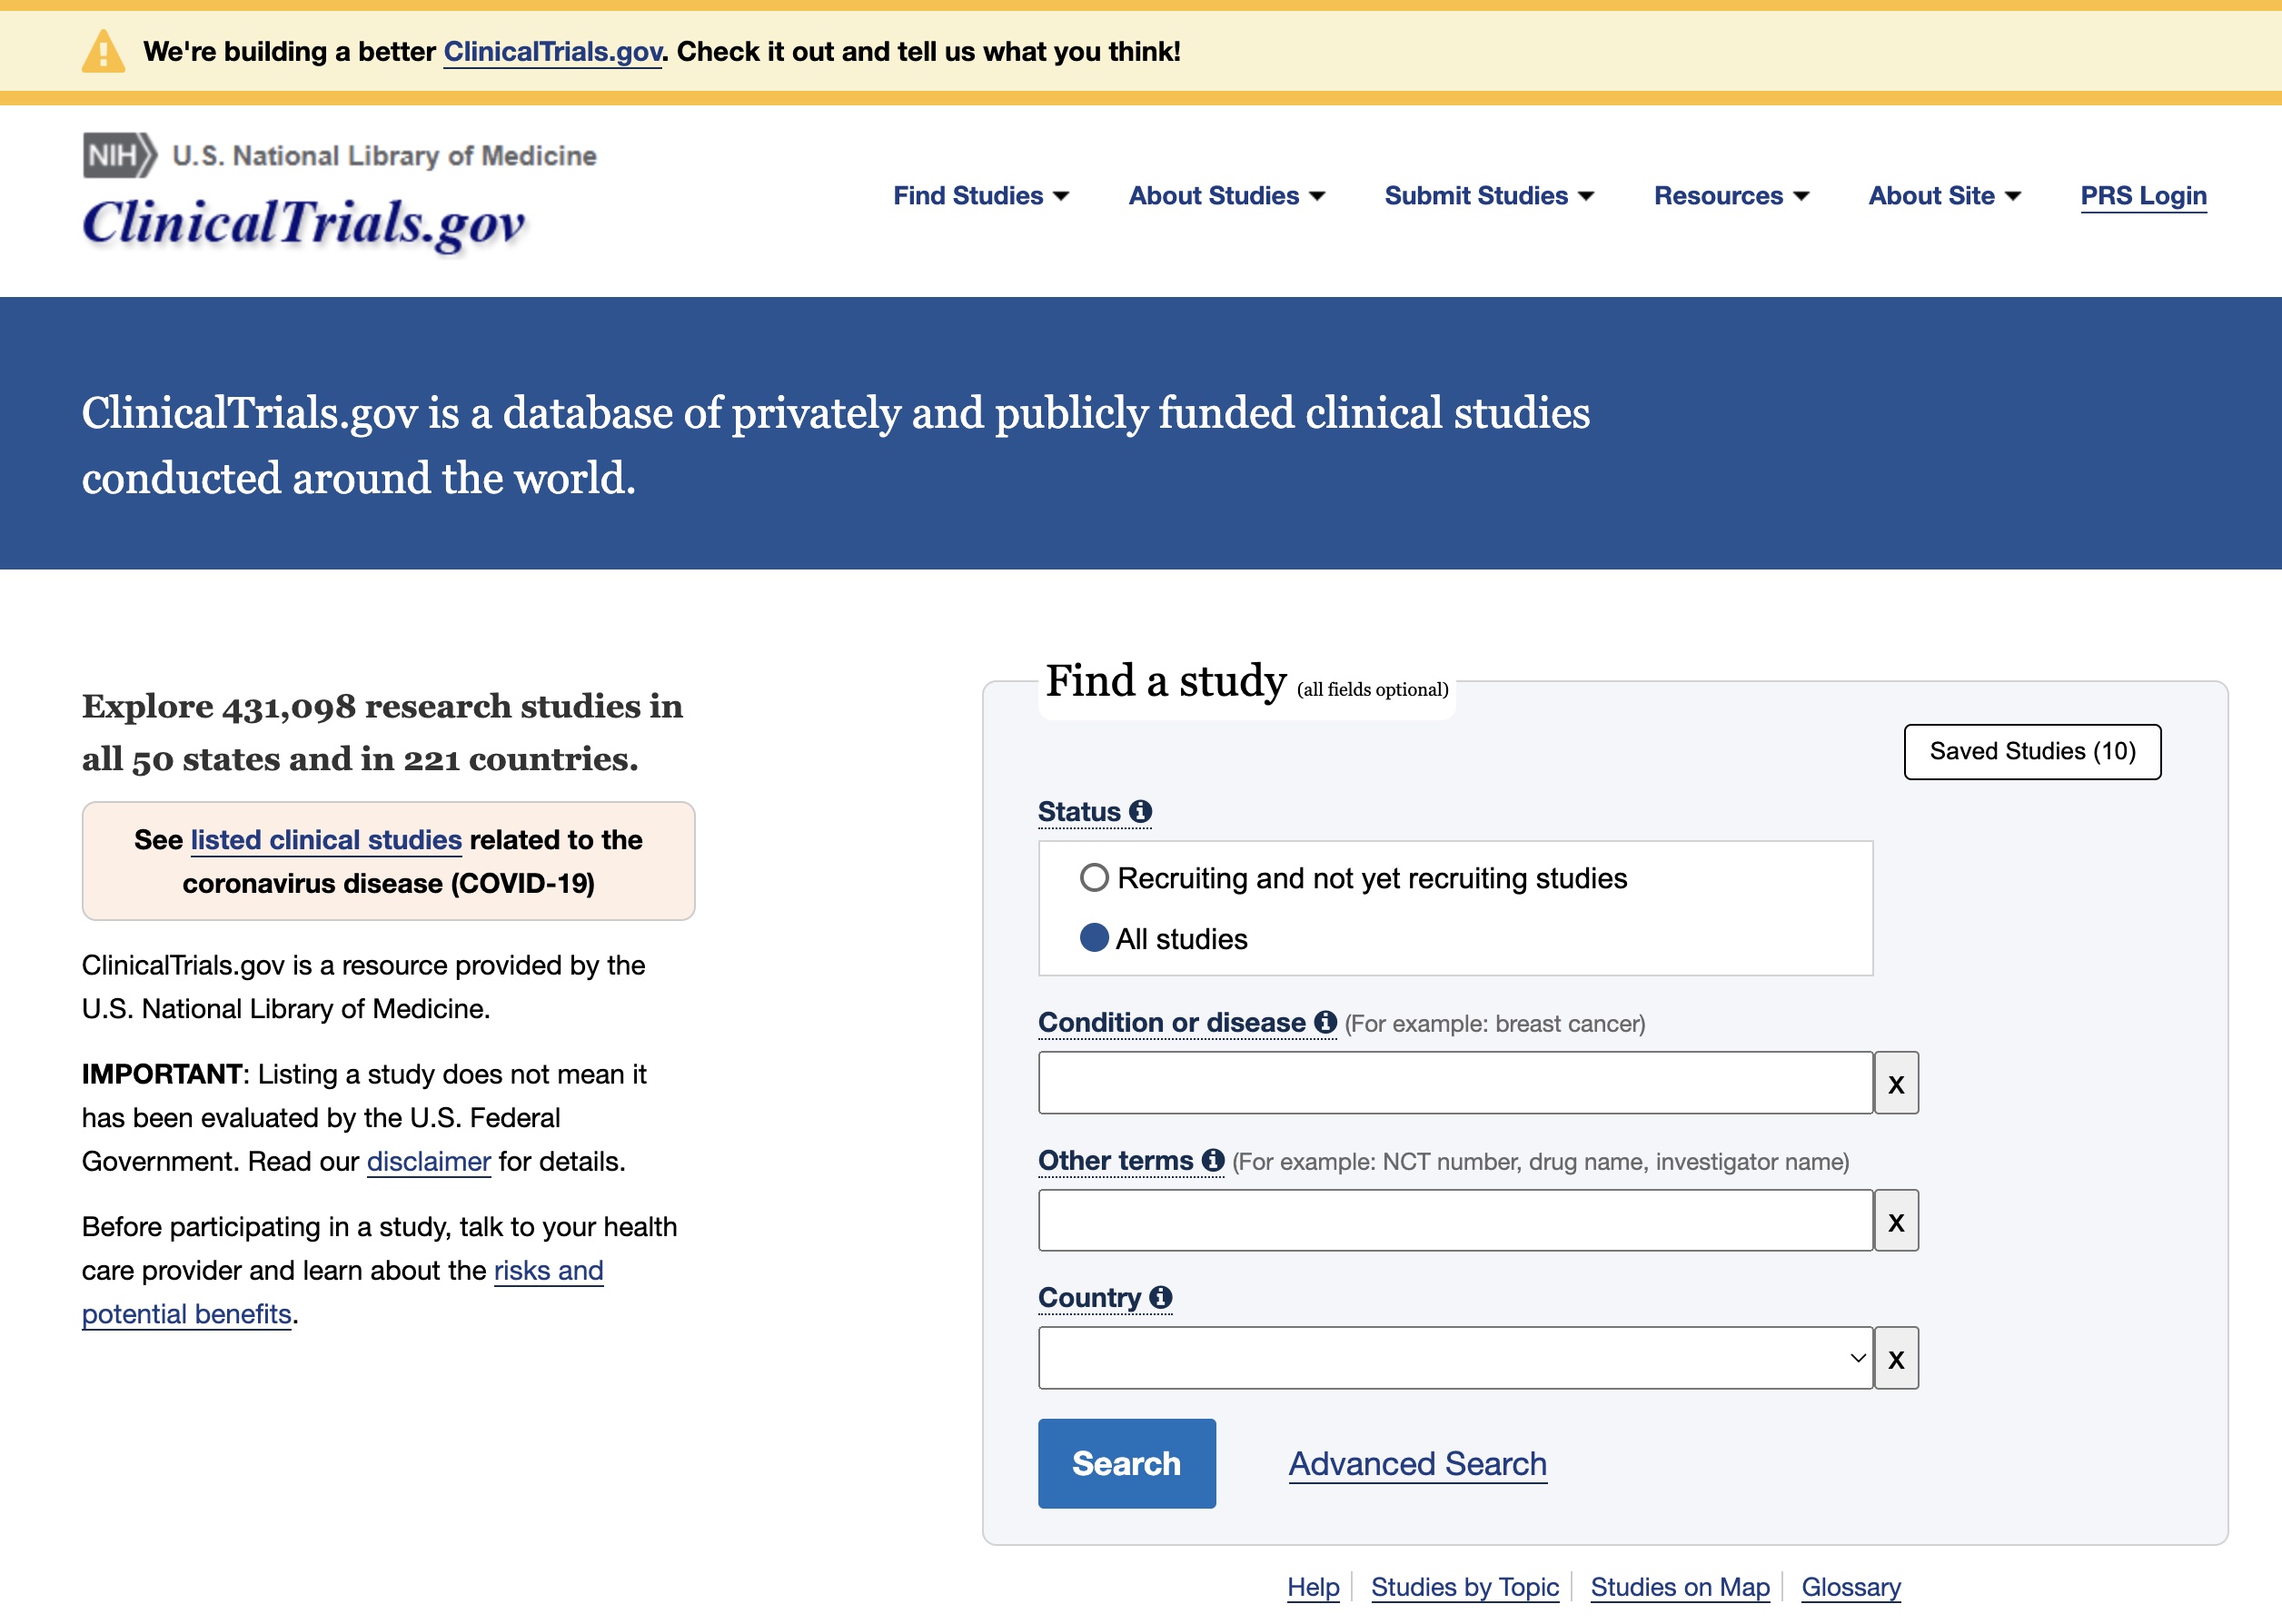 We're building a better ClinicalTrials.gov. Check it out and tell us what you think!
NIH U.S. National Library of Medicine
ClinicalTrials.gov
Find Studies About Studies Submit Studies Resources About Site PRS Login
ClinicalTrials.gov is a database of privately and publicly funded clinical studies
conducted around the world.
Explore 431,098 research studies in
all 50 states and in 221 countries.
See listed clinical studies related to the
coronavirus disease (COVID-19)
ClinicalTrials.gov is a resource provided by the
U.S. National Library of Medicine.
IMPORTANT: Listing a study does not mean it
has been evaluated by the U.S. Federal
Government. Read our disclaimer for details.
Before participating in a study, talk to your health
care provider and learn about the risks and
potential benefits.
Find a study (all fields optional)
Saved Studies (10)
Status
Recruiting and not yet recruiting studies
All studies
Condition or disease (For example: breast cancer)
X
Other terms (For example: NCT number, drug name, investigator name)
X
Country
X
Search Advanced Search
Help Studies by Topic Studies on Map Glossary